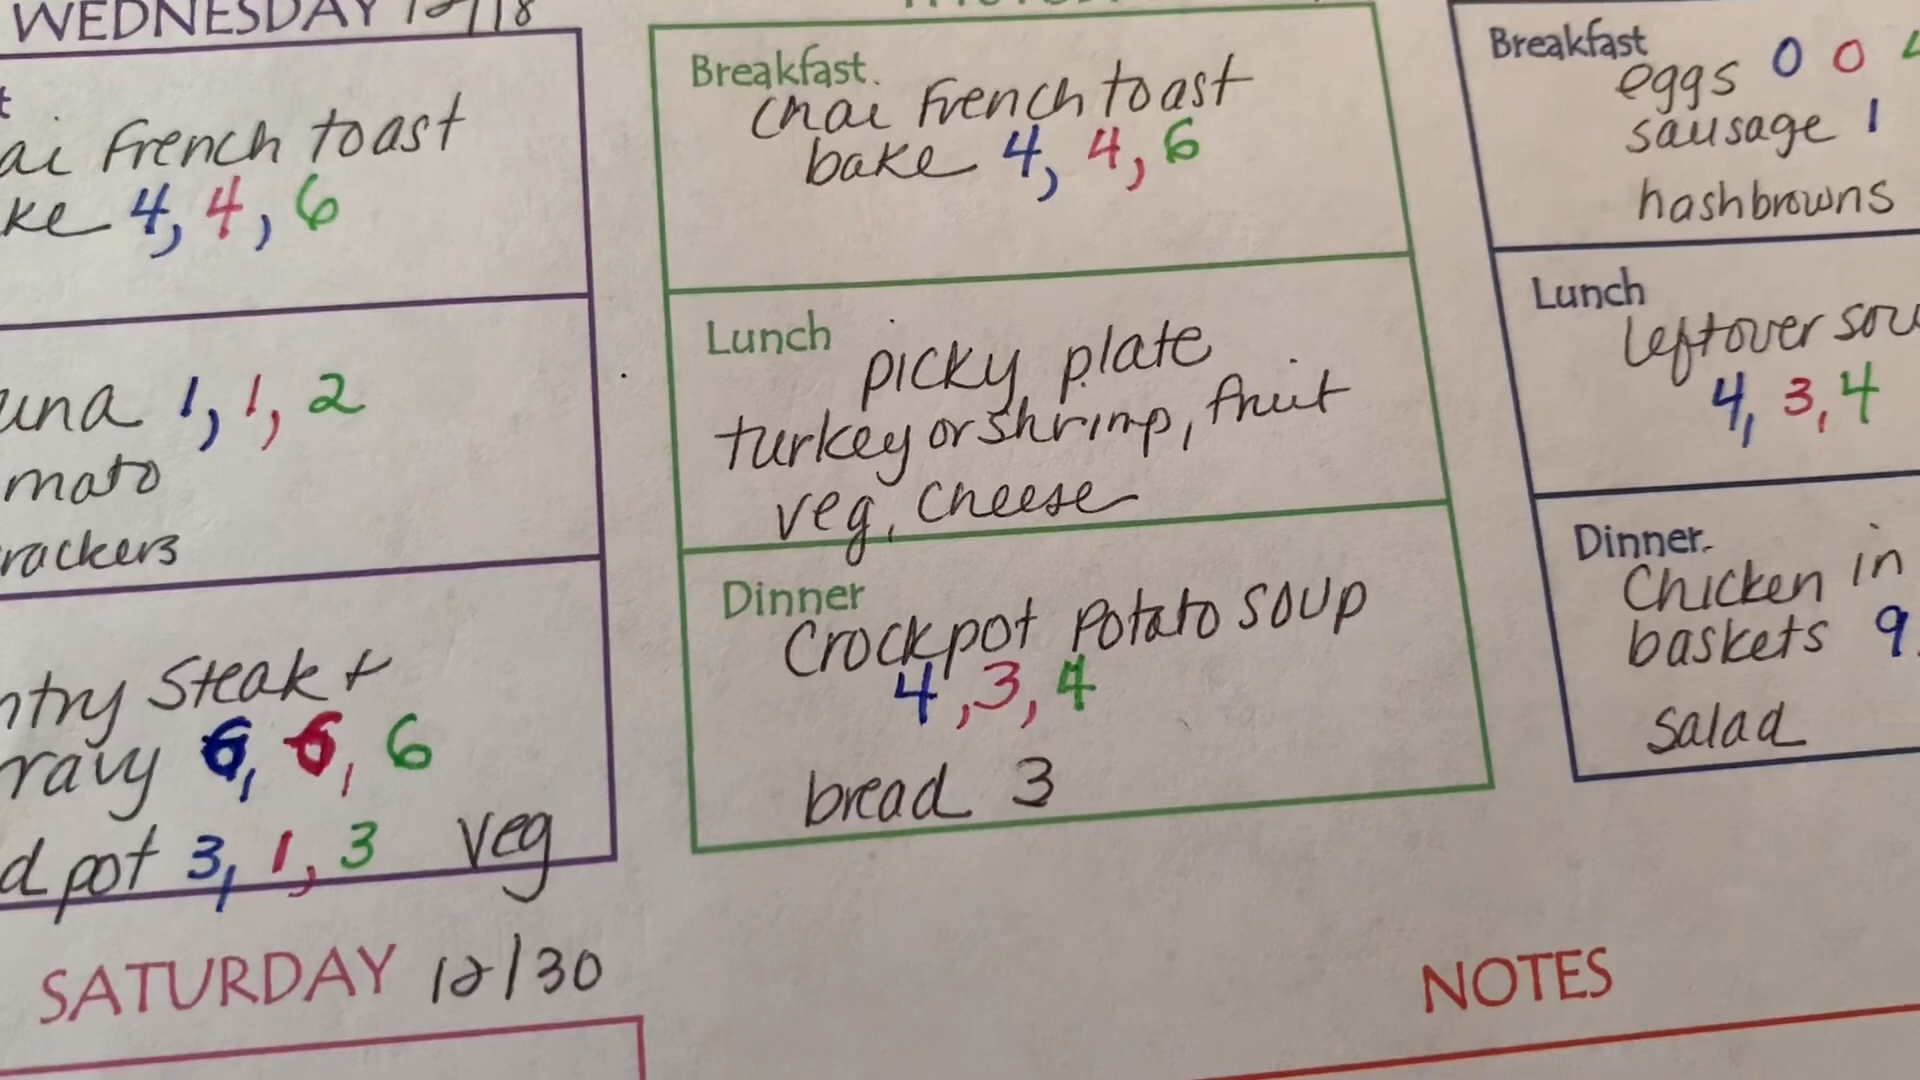 WEDNESDAY 12/18
ai French toast
ke 4, 4, 6
una 1, 1, 2
mato
rackers
ntry Steak +
ravy 6, 6, 6
d pot 3, 1, 3 veg
SATURDAY 12/30
Breakfast
chai French toast
bake 4, 4, 6
Lunch
picky plate
turkey or shrimp, fruit
veg, cheese
Dinner
Crockpot potato soup
4, 3, 4
bread 3
Breakfast
eggs 0 0
sausage 1
hashbrowns
Lunch
leftover sou
4, 3, 4
Dinner
Chicken in
baskets 9
Salad
NOTES